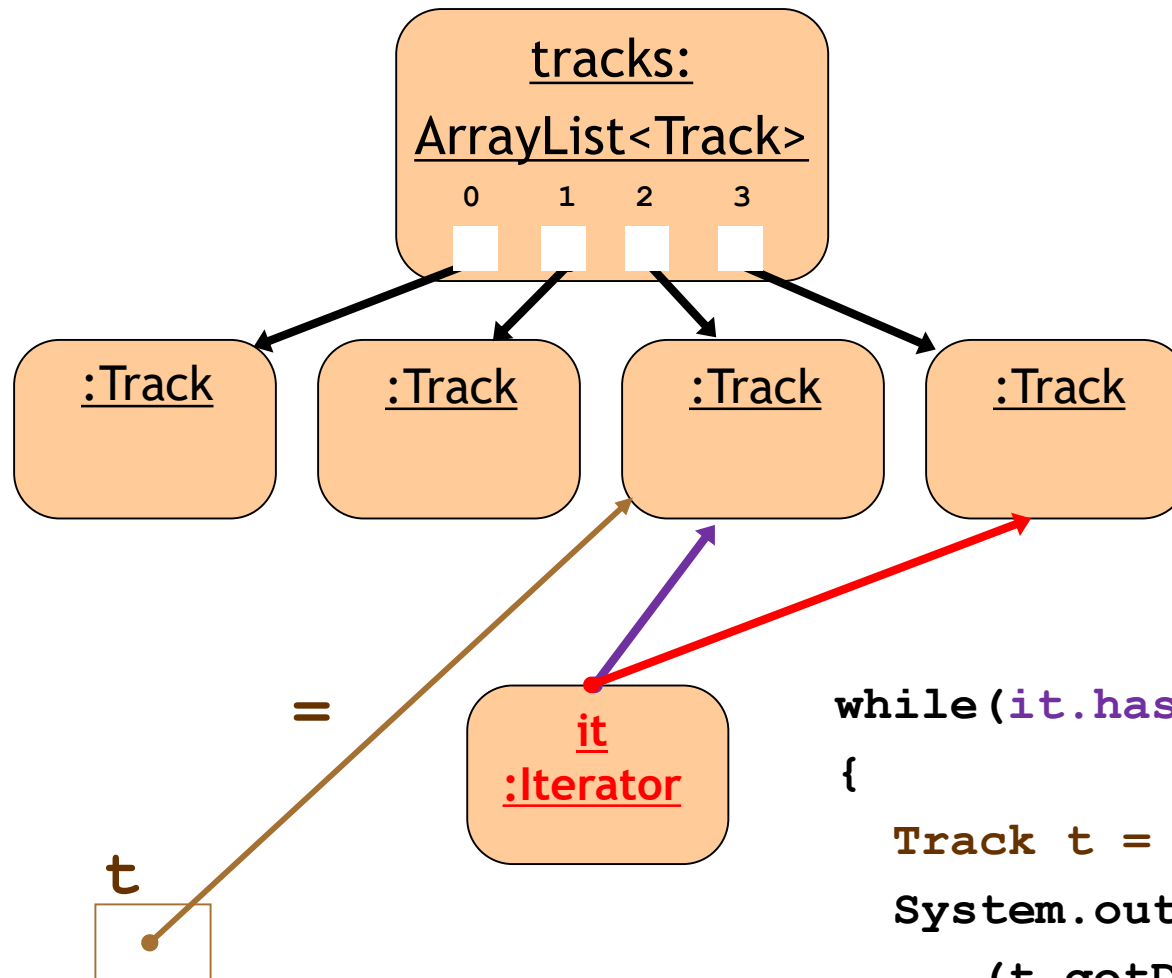 tracks:
ArrayList<Track>
0 1 2 3
:Track :Track :Track :Track
=
it
:Iterator
t
while(it.has
{
Track t =
System.out
(t.getD